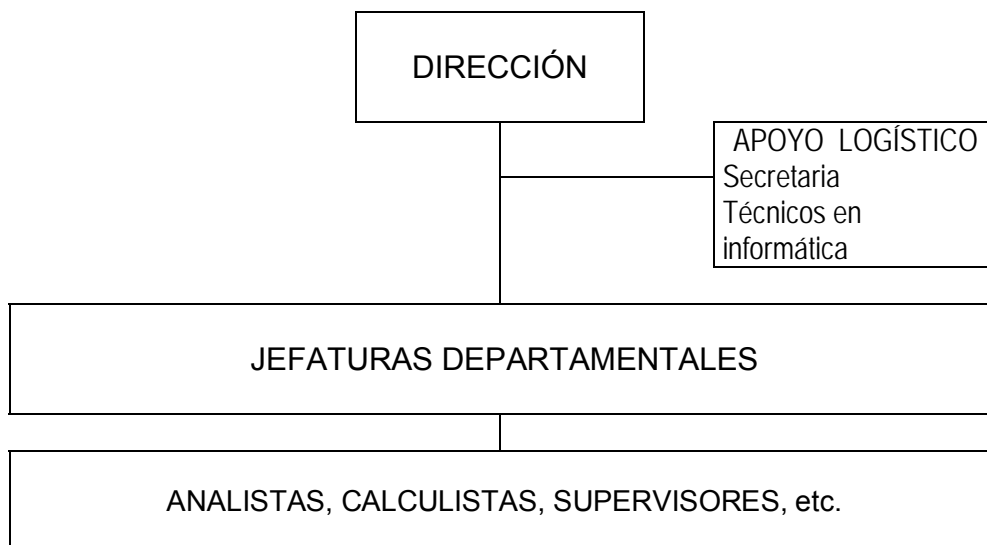 DIRECCIÓN
APOYO LOGÍSTICO
Secretaria
Técnicos en
informática
JEFATURAS DEPARTAMENTALES
ANALISTAS, CALCULISTAS, SUPERVISORES, etc.